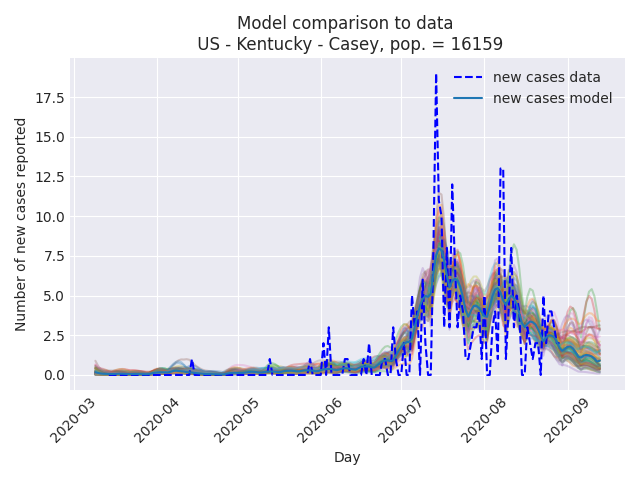 Model comparison to data
US - Kentucky - Casey, pop. = 16159
new cases data
new cases model
Number of new cases reported
17.5
15.0
12.5
10.0
7.5
5.0
2.5
0.0
2020-03
2020-04
2020-05
2020-06
2020-07
2020-08
2020-09
Day